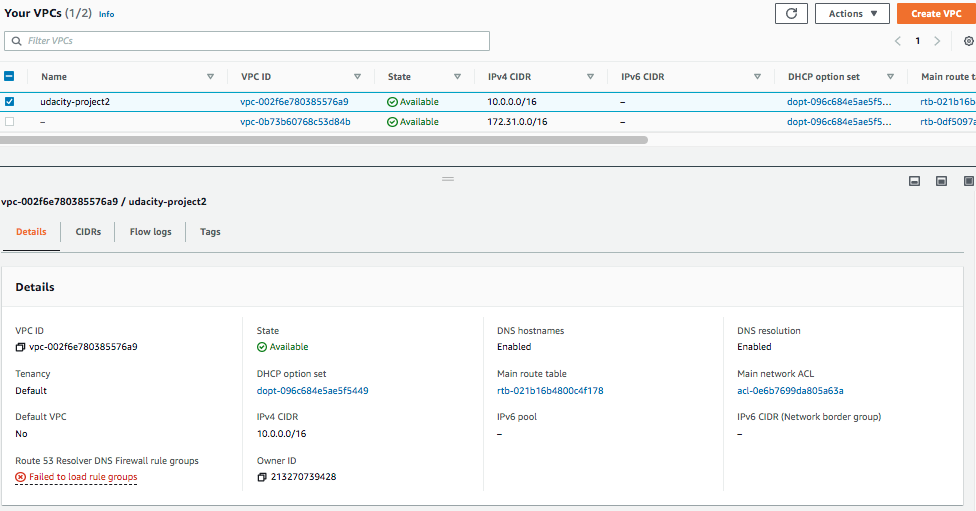 Your VPCs (1/2) Info
Actions ▼ Create VPC
Filter VPCs
1
Name VPC ID State IPv4 CIDR IPv6 CIDR DHCP option set Main route ta
udacity-project2 vpc-002f6e780385576a9 Available 10.0.0.0/16 – dopt-096c684e5ae5f5... rtb-021b16b
– vpc-0b73b60768c53d84b Available 172.31.0.0/16 – dopt-096c684e5ae5f5... rtb-0df5097a
vpc-002f6e780385576a9 / udacity-project2
Details CIDRs Flow logs Tags
Details
VPC ID State DNS hostnames DNS resolution
vpc-002f6e780385576a9 Available Enabled Enabled
Tenancy DHCP option set Main route table Main network ACL
Default dopt-096c684e5ae5f5449 rtb-021b16b4800c4f178 acl-0e6b7699da805a63a
Default VPC IPv4 CIDR IPv6 pool IPv6 CIDR (Network border group)
No 10.0.0.0/16 – –
Route 53 Resolver DNS Firewall rule groups Owner ID
Failed to load rule groups 213270739428